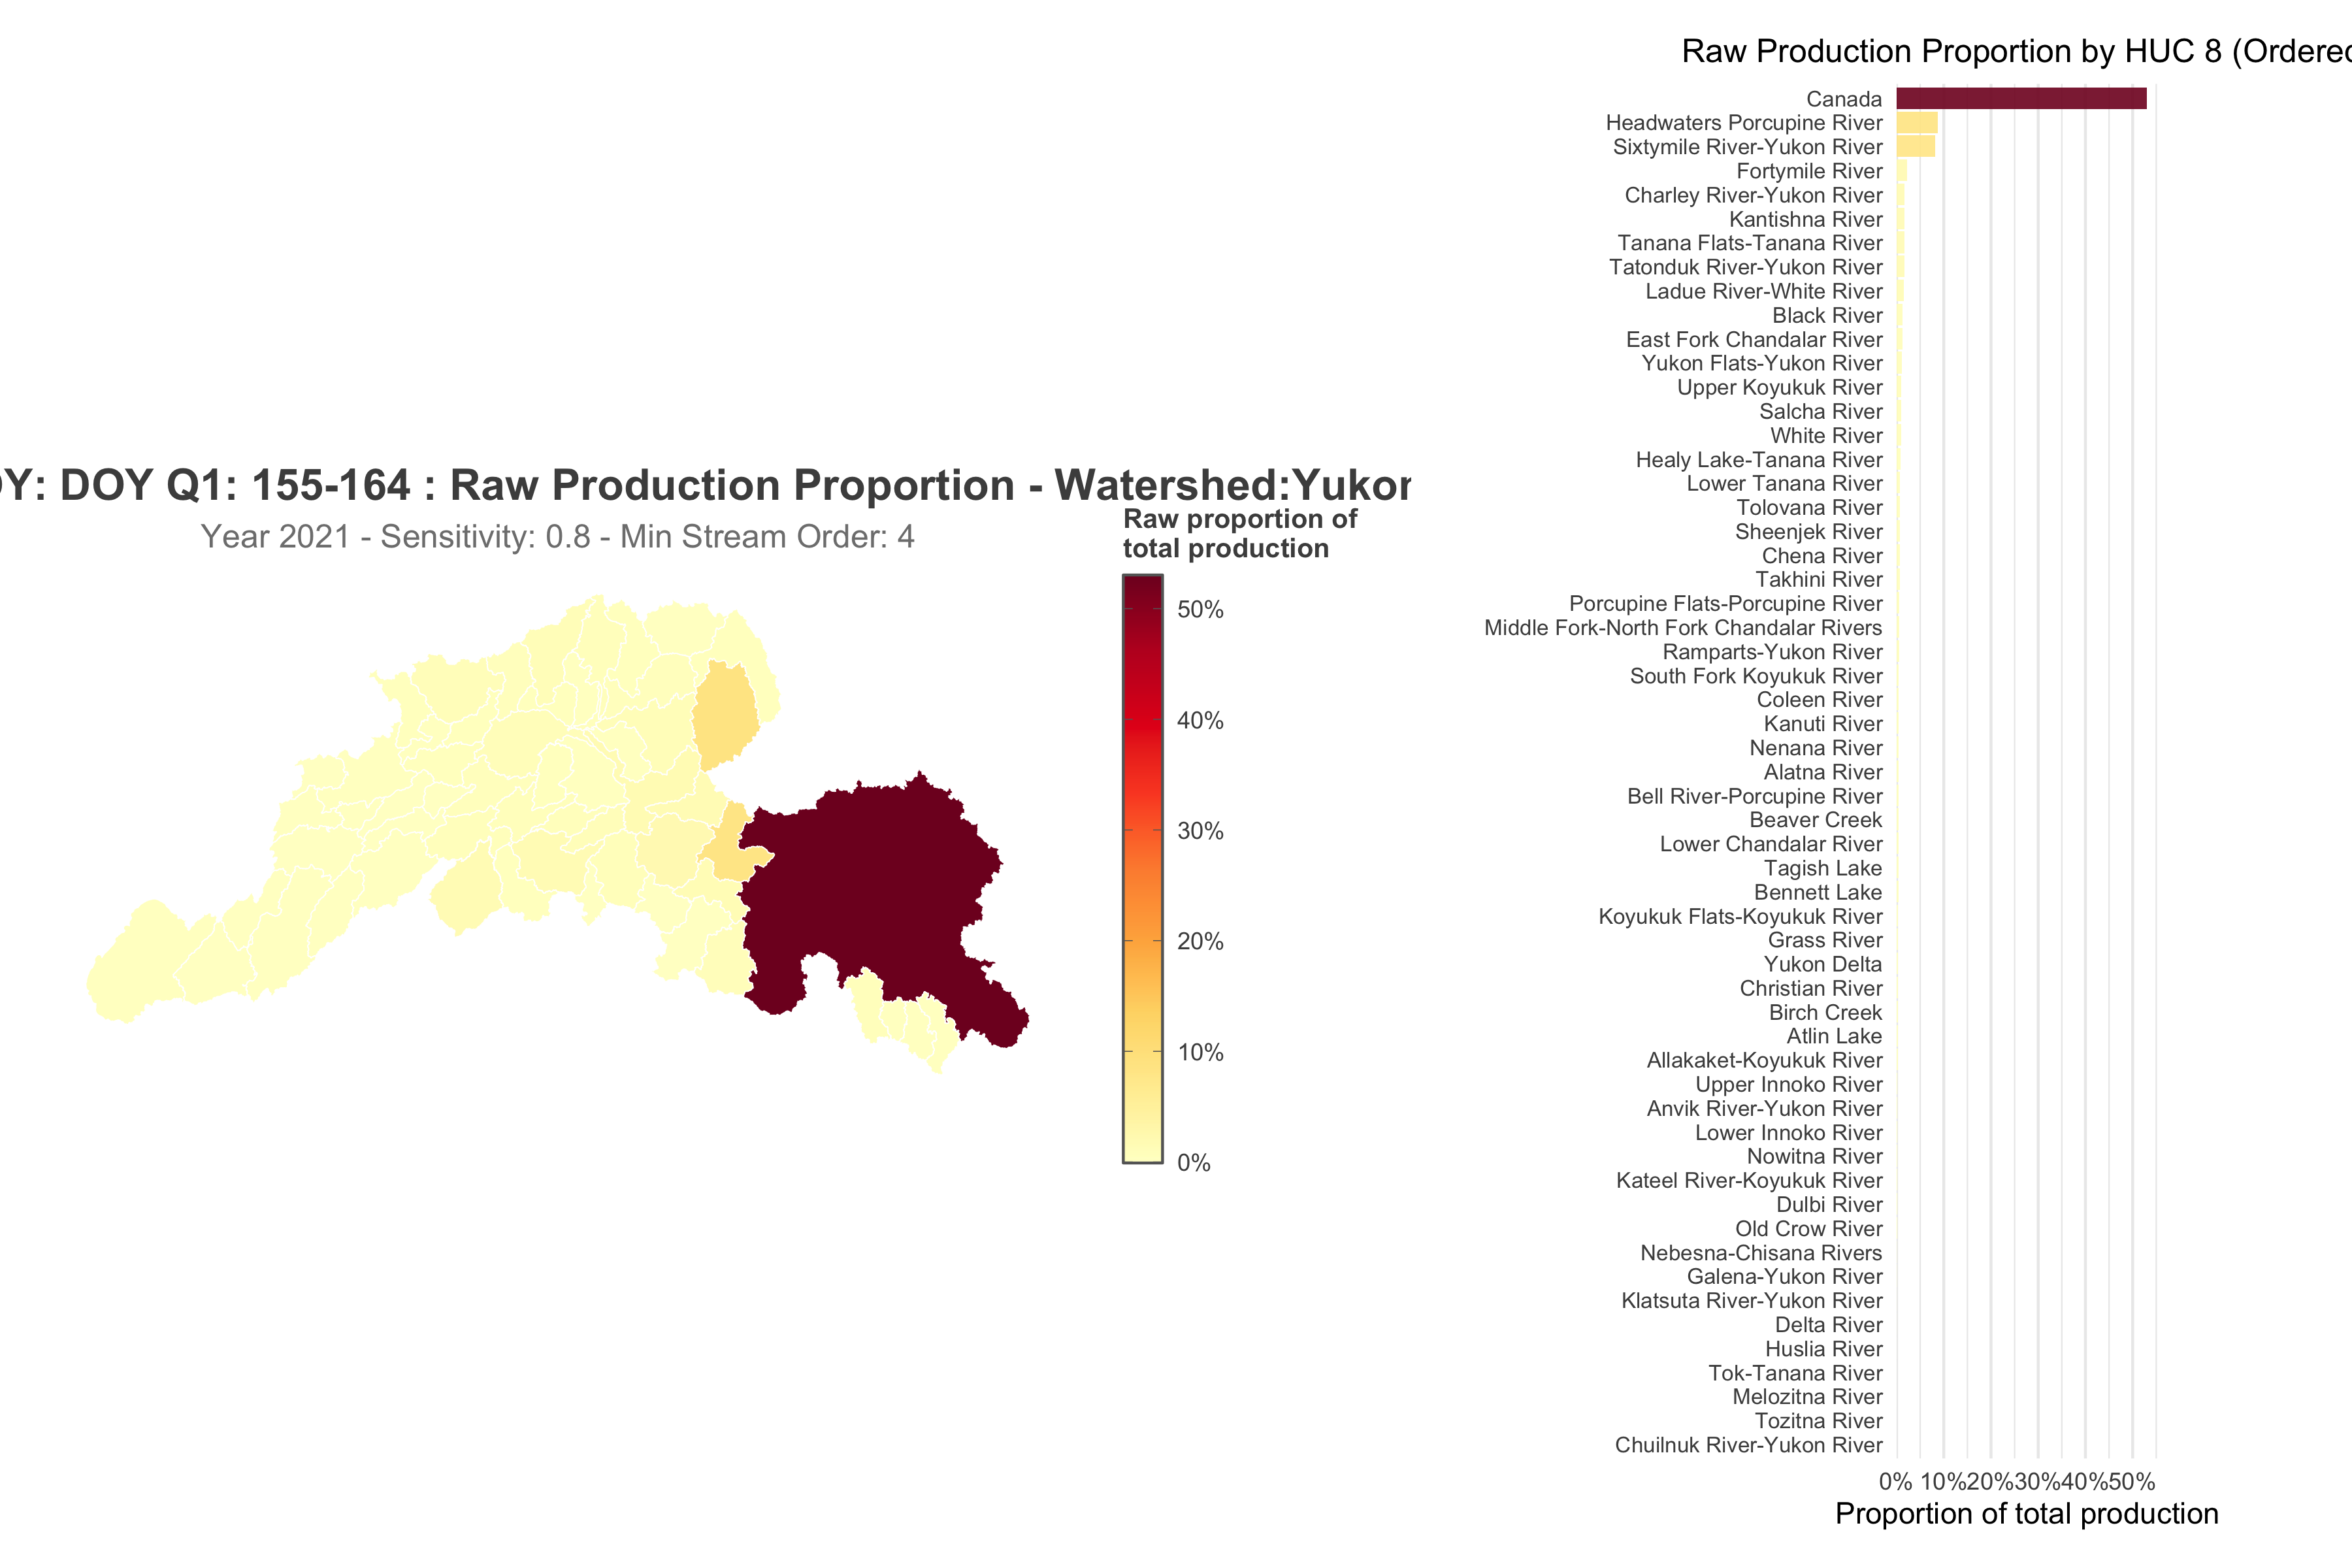 DY: DOY Q1: 155-164 : Raw Production Proportion - Watershed:Yukon
Year 2021 - Sensitivity: 0.8 - Min Stream Order: 4
Raw proportion of
total production
50%
40%
30%
20%
10%
0%
Raw Production Proportion by HUC 8 (Ordered
Canada
Headwaters Porcupine River
Sixtymile River-Yukon River
Fortymile River
Charley River-Yukon River
Kantishna River
Tanana Flats-Tanana River
Tatonduk River-Yukon River
Ladue River-White River
Black River
East Fork Chandalar River
Yukon Flats-Yukon River
Upper Koyukuk River
Salcha River
White River
Healy Lake-Tanana River
Lower Tanana River
Tolovana River
Sheenjek River
Chena River
Takhini River
Porcupine Flats-Porcupine River
Middle Fork-North Fork Chandalar Rivers
Ramparts-Yukon River
South Fork Koyukuk River
Coleen River
Kanuti River
Nenana River
Alatna River
Bell River-Porcupine River
Beaver Creek
Lower Chandalar River
Tagish Lake
Bennett Lake
Koyukuk Flats-Koyukuk River
Grass River
Yukon Delta
Christian River
Birch Creek
Atlin Lake
Allakaket-Koyukuk River
Upper Innoko River
Anvik River-Yukon River
Lower Innoko River
Nowitna River
Kateel River-Koyukuk River
Dulbi River
Old Crow River
Nebesna-Chisana Rivers
Galena-Yukon River
Klatsuta River-Yukon River
Delta River
Huslia River
Tok-Tanana River
Melozitna River
Tozitna River
Chuilnuk River-Yukon River
0% 10% 20% 30% 40% 50%
Proportion of total production